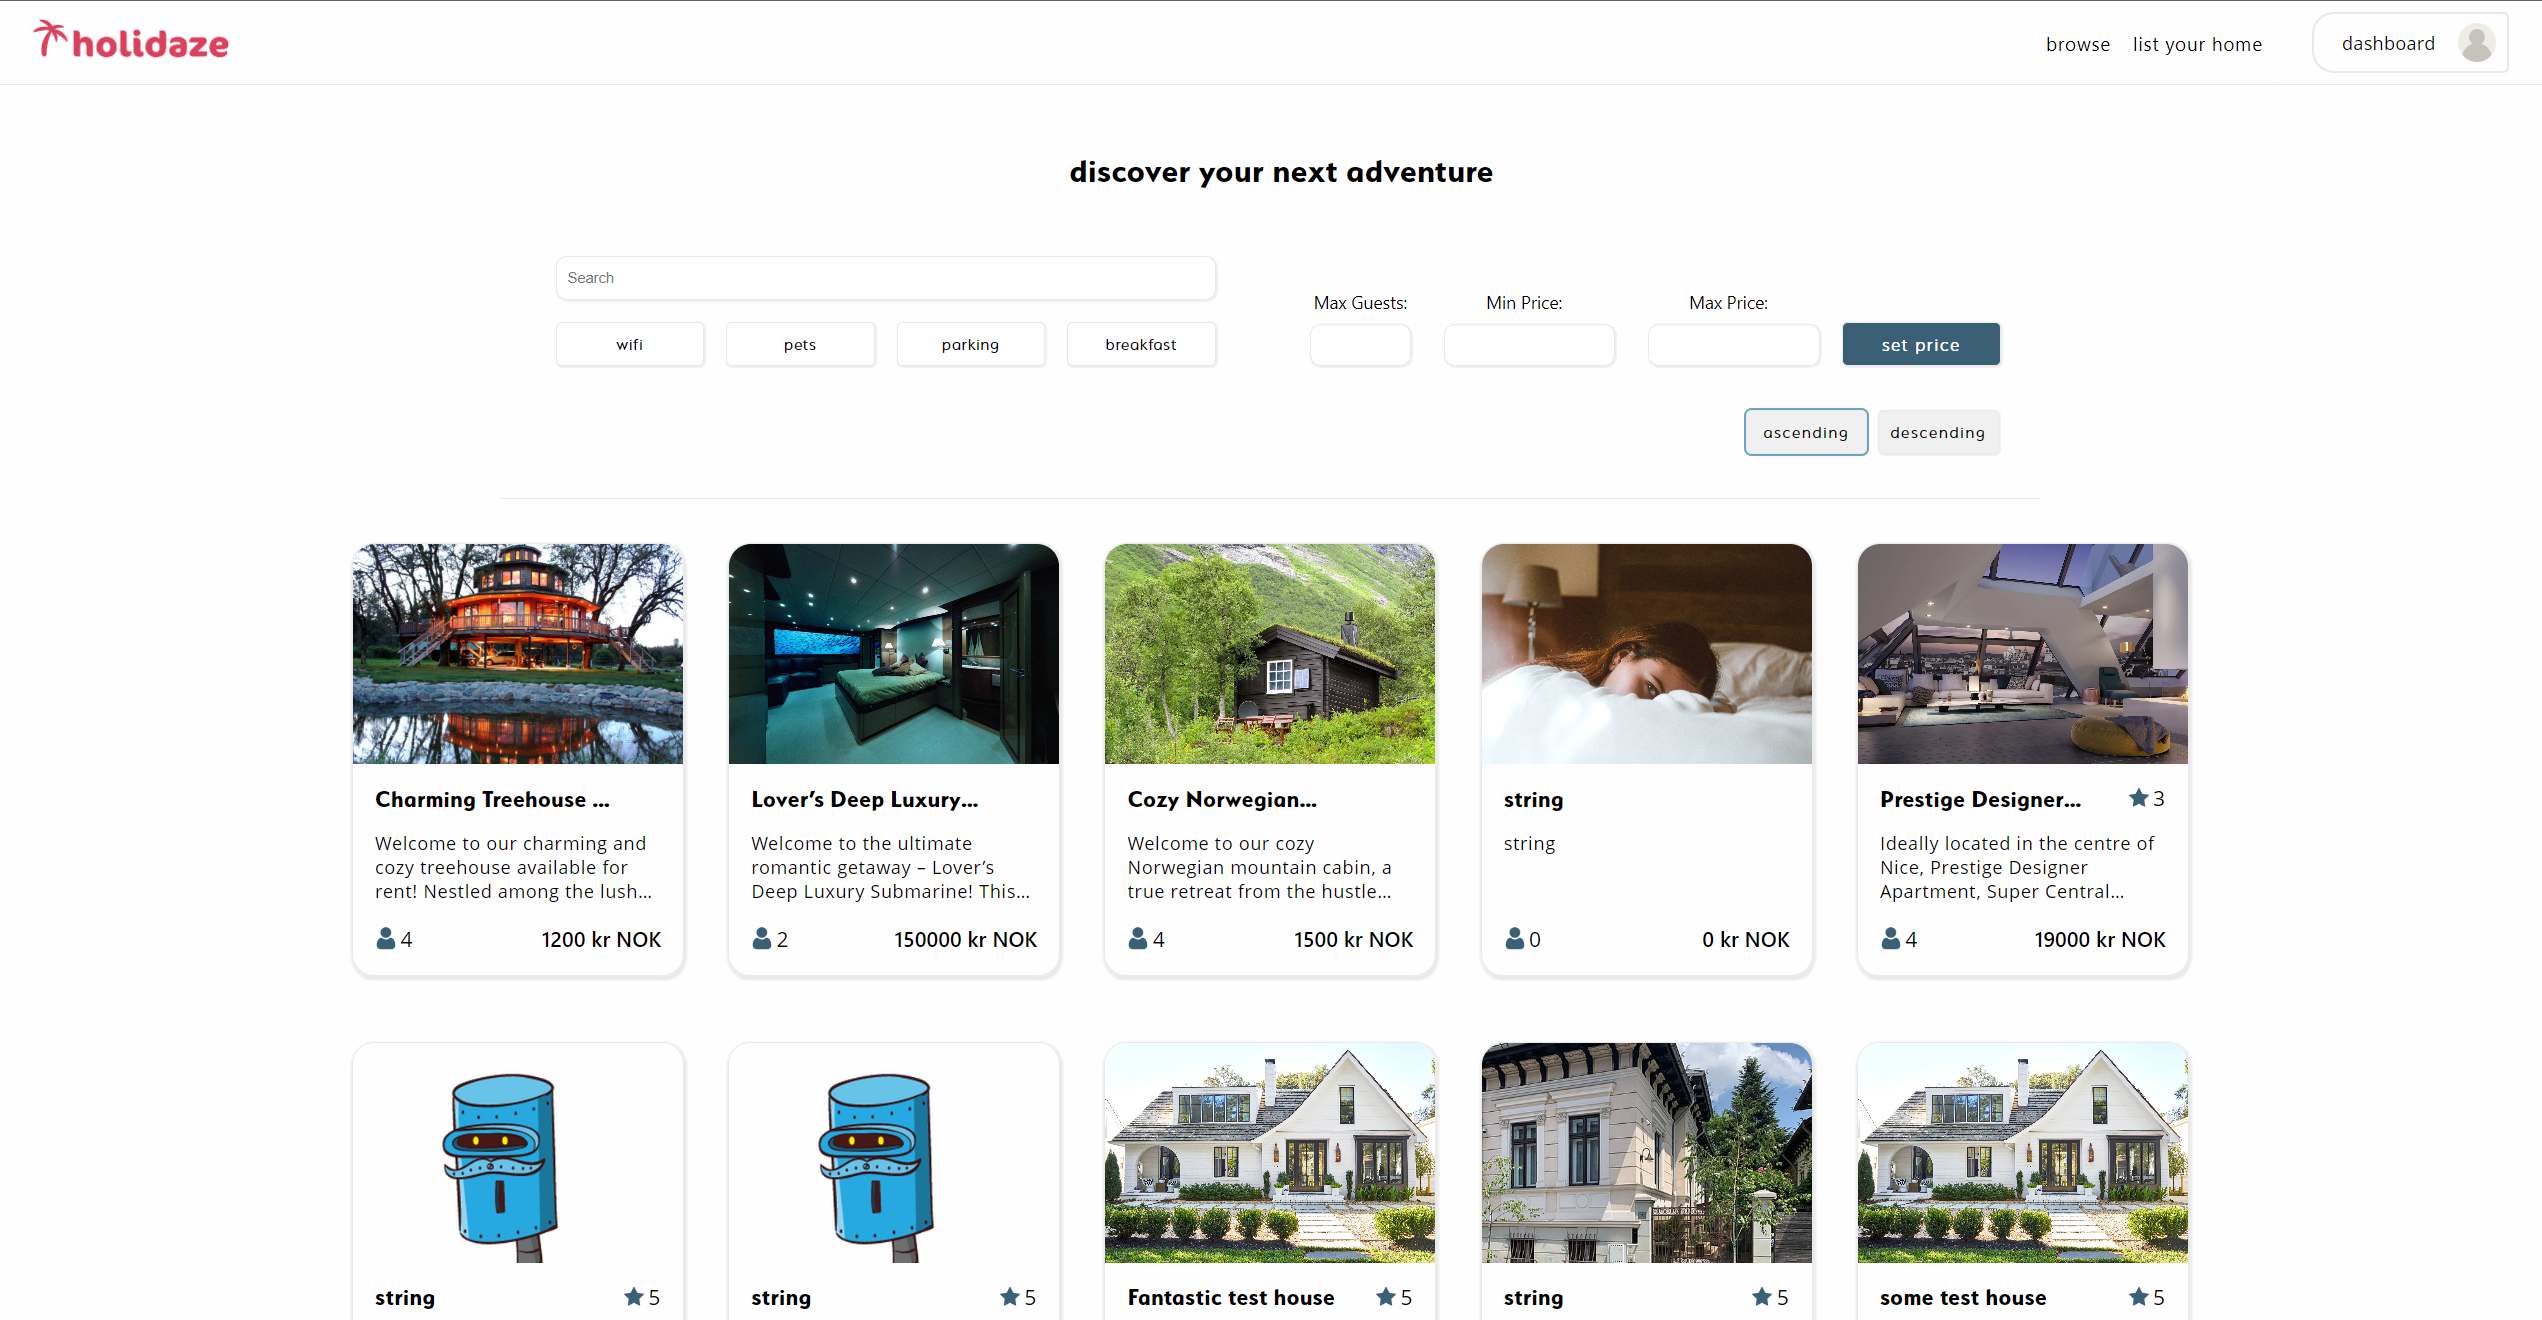 holidaze
browse list your home dashboard
discover your next adventure
Search
Max Guests: Min Price: Max Price:
wifi pets parking breakfast set price
ascending descending
Charming Treehouse ...
Welcome to our charming and
cozy treehouse available for
rent! Nestled among the lush...
4 1200 kr NOK
Lover's Deep Luxury...
Welcome to the ultimate
romantic getaway – Lover's
Deep Luxury Submarine! This...
2 150000 kr NOK
Cozy Norwegian...
Welcome to our cozy
Norwegian mountain cabin, a
true retreat from the hustle...
4 1500 kr NOK
string
string
0 0 kr NOK
Prestige Designer... 3
Ideally located in the centre of
Nice, Prestige Designer
Apartment, Super Central...
4 19000 kr NOK
string 5
string 5
Fantastic test house 5
string 5
some test house 5